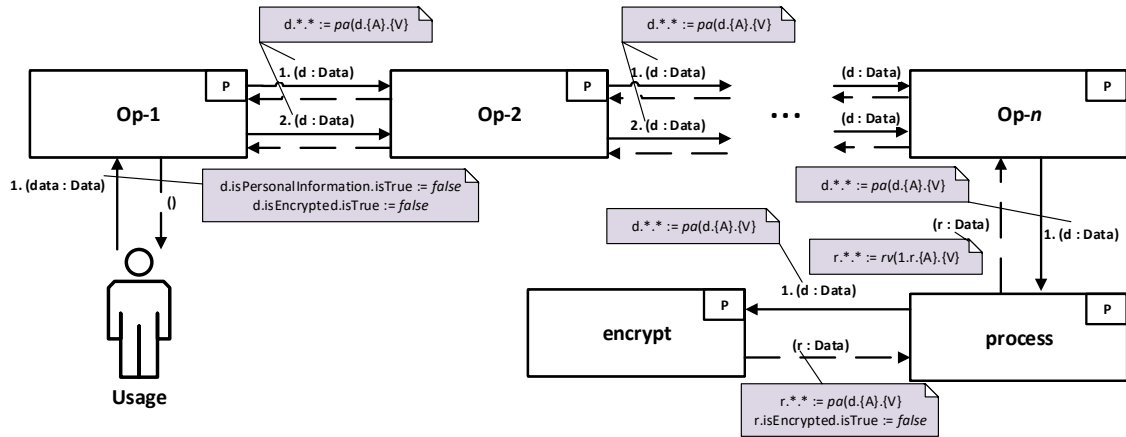 d.*.* := pa(d.{A}.{V}
d.*.* := pa(d.{A}.{V}
1. (d : Data)
1. (d : Data)
(d : Data)
P
P
P
Op-1
Op-2
...
Op-n
2. (d : Data)
2. (d : Data)
(d : Data)
1. (data : Data)
()
d.isPersonalInformation.isTrue := false
d.isEncrypted.isTrue := false
d.*.* := pa(d.{A}.{V}
d.*.* := pa(d.{A}.{V}
(r : Data)
1. (d : Data)
r.*.* := rv(1.r.{A}.{V}
1. (d : Data)
P
P
encrypt
process
(r : Data)
Usage
r.*.* := pa(d.{A}.{V}
r.isEncrypted.isTrue := false